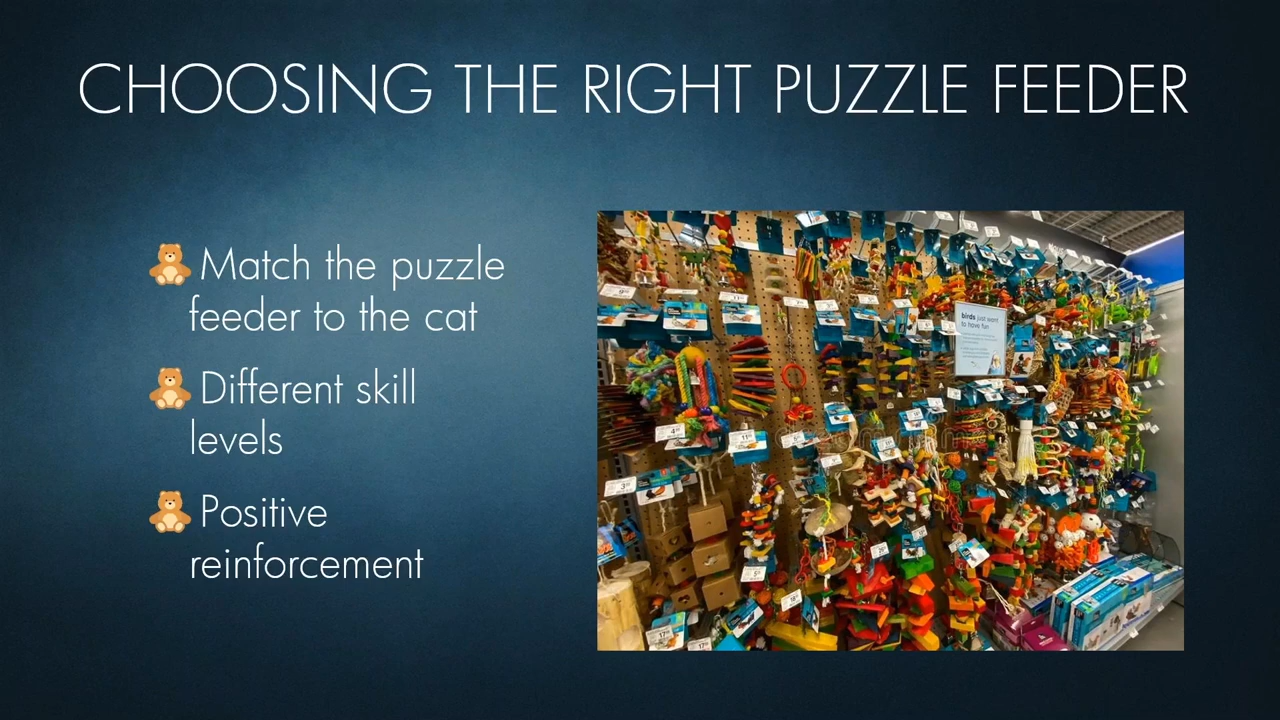 CHOOSING THE RIGHT PUZZLE FEEDER
Match the puzzle
feeder to the cat
Different skill
levels
Positive
reinforcement
birds just want
to have fun